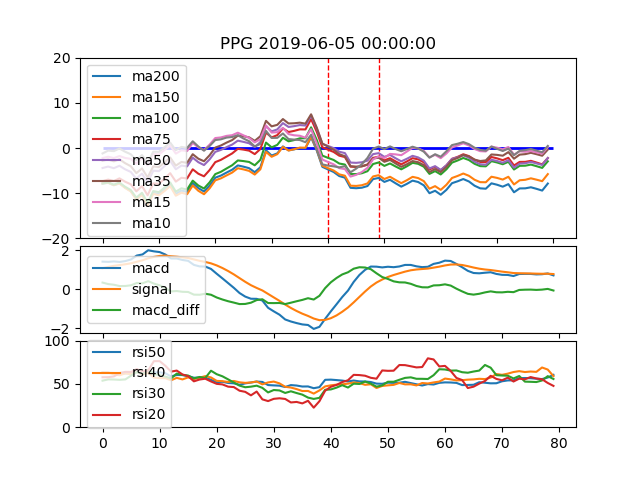 PPG 2019-06-05 00:00:00
20
10
0
−10
−20
ma200
ma150
ma100
ma75
ma50
ma35
ma15
ma10
2
0
−2
macd
signal
macd_diff
100
50
0
rsi50
rsi40
rsi30
rsi20
0 10 20 30 40 50 60 70 80